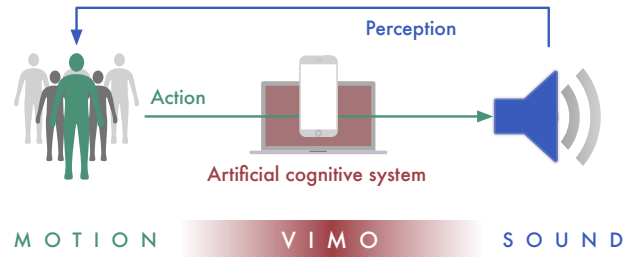 Perception
Action
Artificial cognitive system
MOTION VIMO SOUND